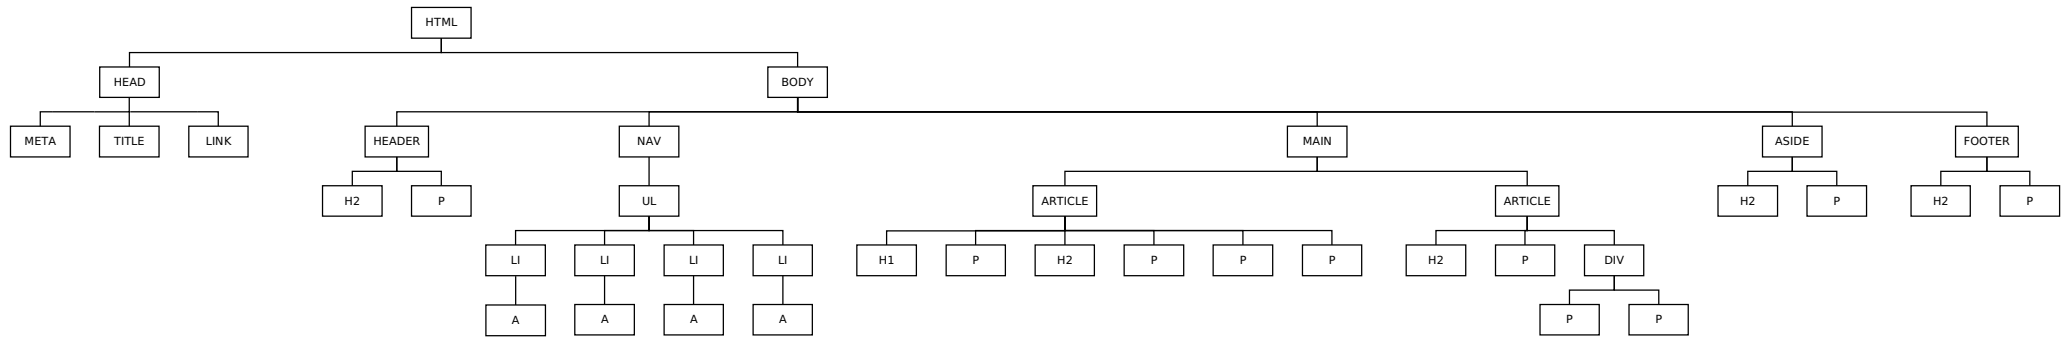 HTML
HEAD
BODY
META
TITLE
LINK
HEADER
NAV
MAIN
ASIDE
FOOTER
H2
P
UL
ARTICLE
ARTICLE
H2
P
H2
P
LI
LI
LI
LI
H1
P
H2
P
P
P
H2
P
DIV
A
A
A
A
P
P